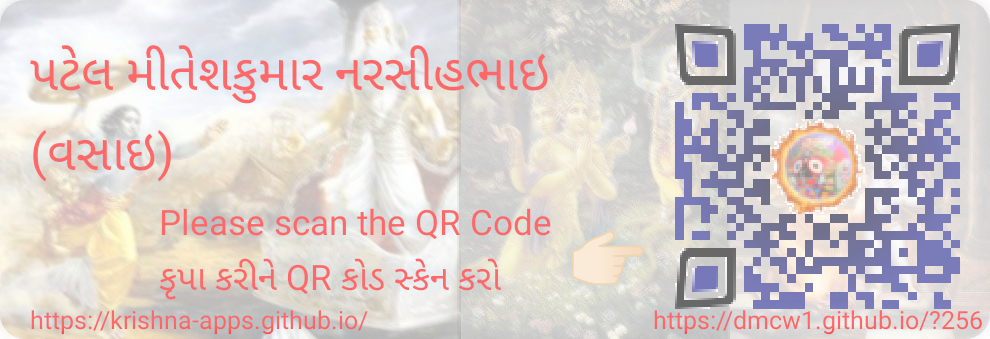 પટેલ મીતેશકુમાર નરસીહભાઇ
(વસાઇ)
Please scan the QR Code
કૃપા કરીને QR કોડ સ્કેન કરો
https://krishna-apps.github.io/
https://dmcw1.github.io/?256